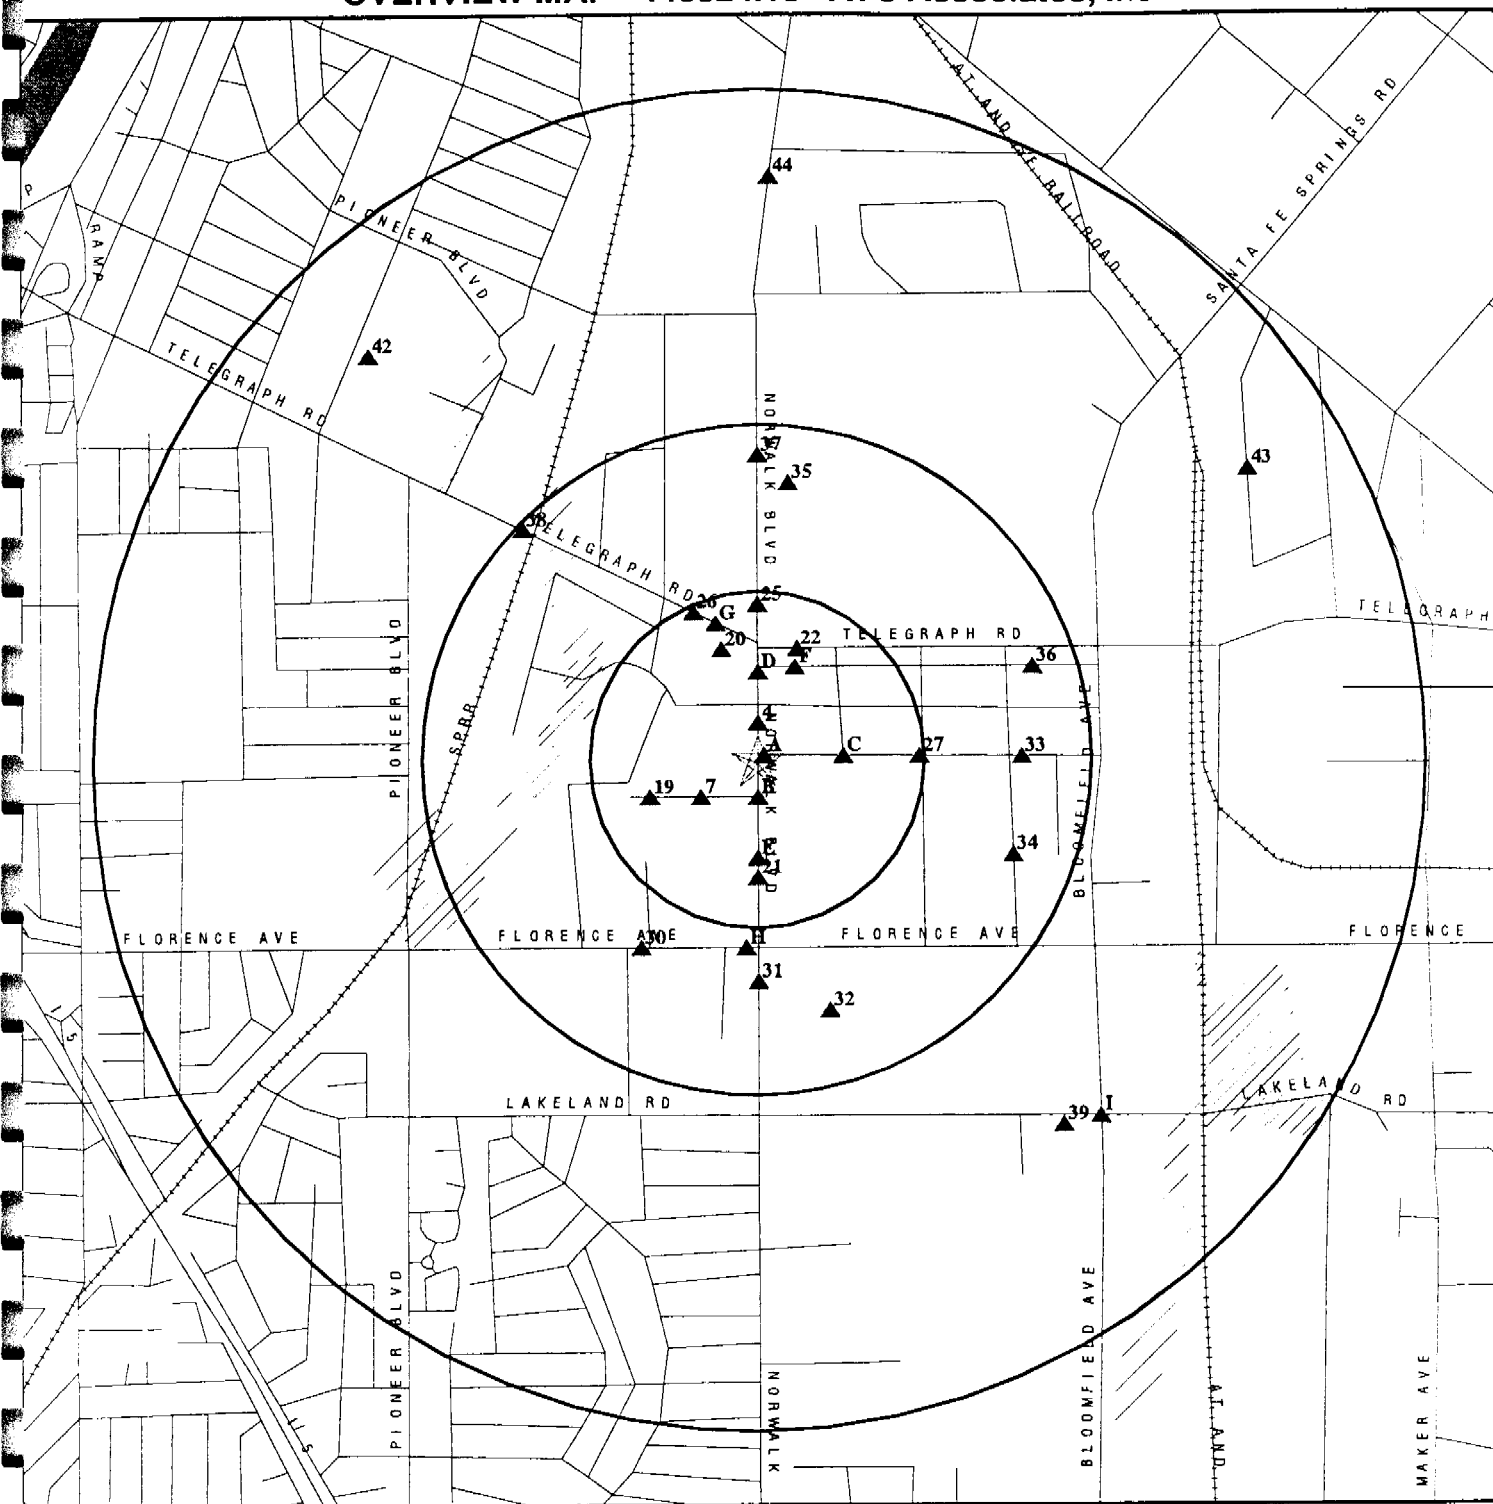 44
AT AND SF RAILROAD
SANTA FE SPRINGS RD
PIONEER BLVD
RAMP
P
42
TELEGRAPH RD
NORWALK BLVD
37
35
43
38
TELEGRAPH RD
26
25
G
20
22
TELEGRAPH RD
TELEGRAPH
D
F
36
PIONEER BLVD
SPRR
4
BLOOMFIELD AVE
A
C
27
33
19
7
B
34
E
21
FLORENCE AVE
FLORENCE AVE
30
H
FLORENCE AVE
FLORENCE
31
32
LAKELAND RD
LAKELAND RD
39
I
PIONEER BLVD
BLOOMFIELD AVE
NORWALK
AT AND
MAKER AVE
U S